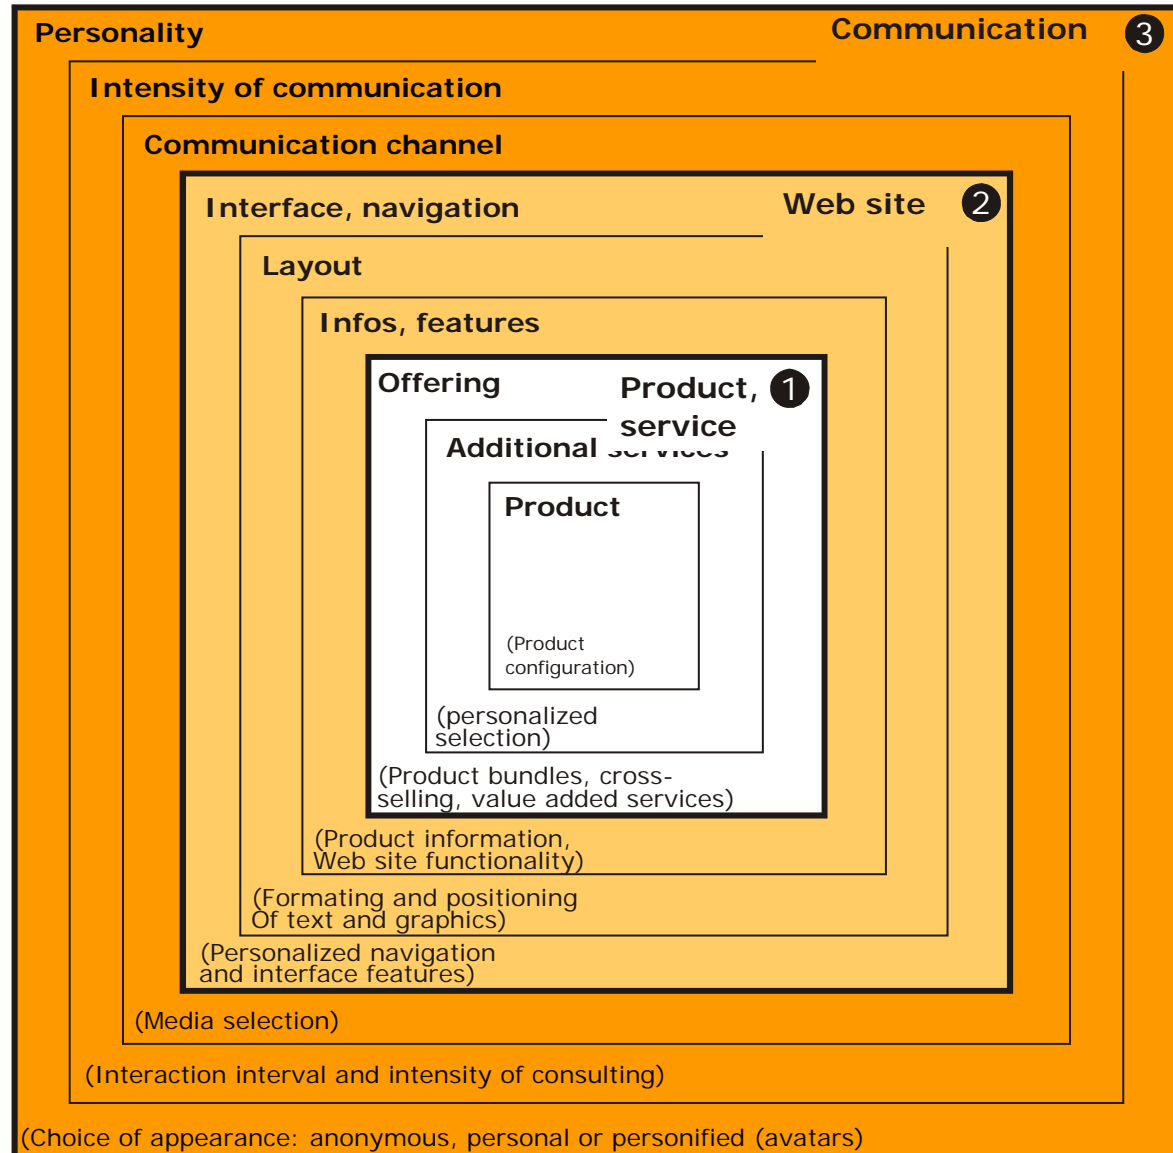 Personality
Communication 3
Intensity of communication
Communication channel
Interface, navigation
Web site 2
Layout
Infos, features
Offering
Product, 1
service
Additional services
Product
(Product
configuration)
(personalized
selection)
(Product bundles, cross-
selling, value added services)
(Product information,
Web site functionality)
(Formating and positioning
Of text and graphics)
(Personalized navigation
and interface features)
(Media selection)
(Interaction interval and intensity of consulting)
(Choice of appearance: anonymous, personal or personified (avatars)